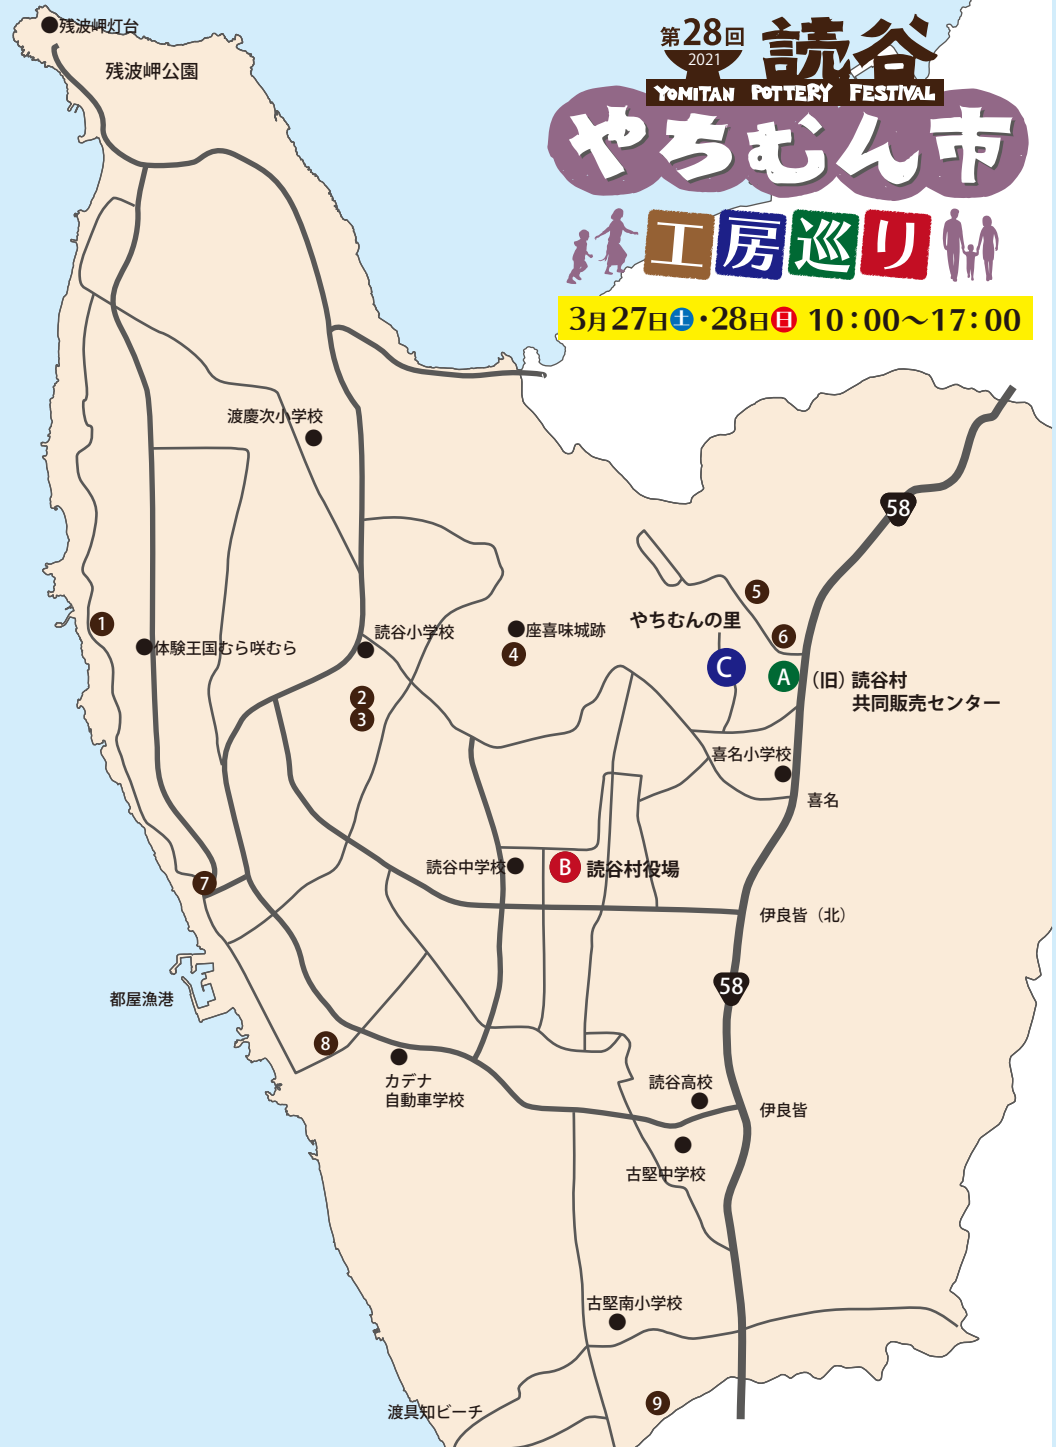 第28回
2021
読谷
YOMITAN POTTERY FESTIVAL
やちむん市
工房巡り
3月27日土・28日日 10:00〜17:00
残波岬灯台
残波岬公園
渡慶次小学校
58
5
1
やちむんの里
座喜味城跡
読谷小学校
6
体験王国むら咲むら
4
C
A
(旧)読谷村
共同販売センター
2
3
喜名小学校
喜名
読谷中学校
B
読谷村役場
7
伊良皆(北)
58
都屋漁港
8
カデナ
自動車学校
読谷高校
伊良皆
古堅中学校
古堅南小学校
9
渡具知ビーチ